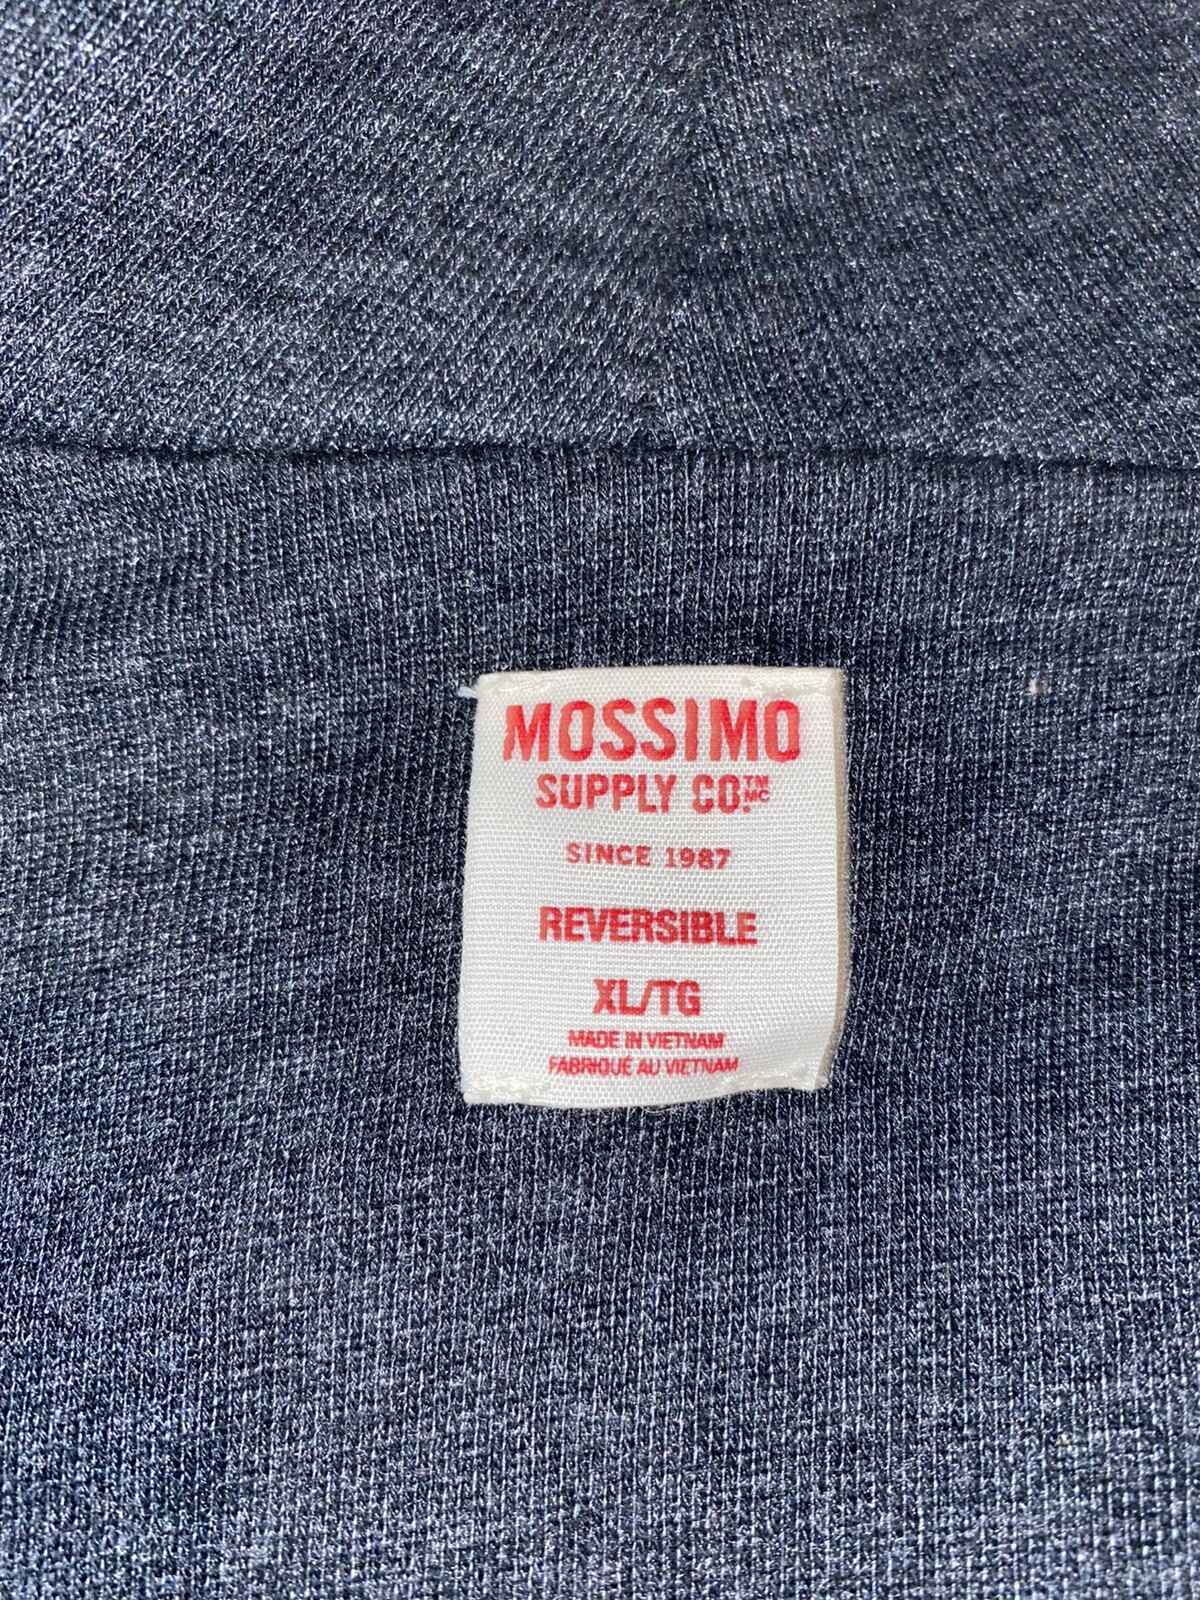 MOSSIMO
SUPPLY CO.™ MC
SINCE 1987
REVERSIBLE
XL/TG
MADE IN VIETNAM
FABRIQUÉ AU VIETNAM